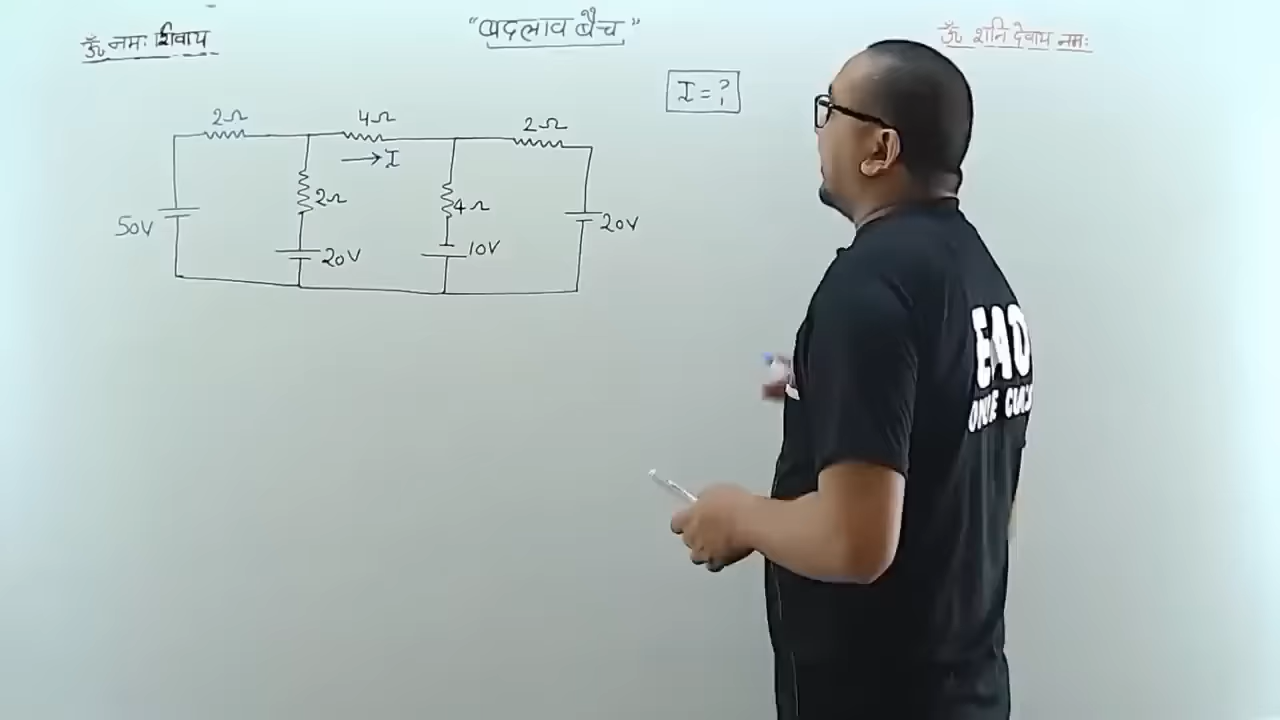 ॐ नमः शिवाय
"बदलाव बैच"
ॐ शनि देवाय नमः
I = ?
2Ω
4Ω
2Ω
→ I
2Ω
4Ω
50V
20V
20V
10V